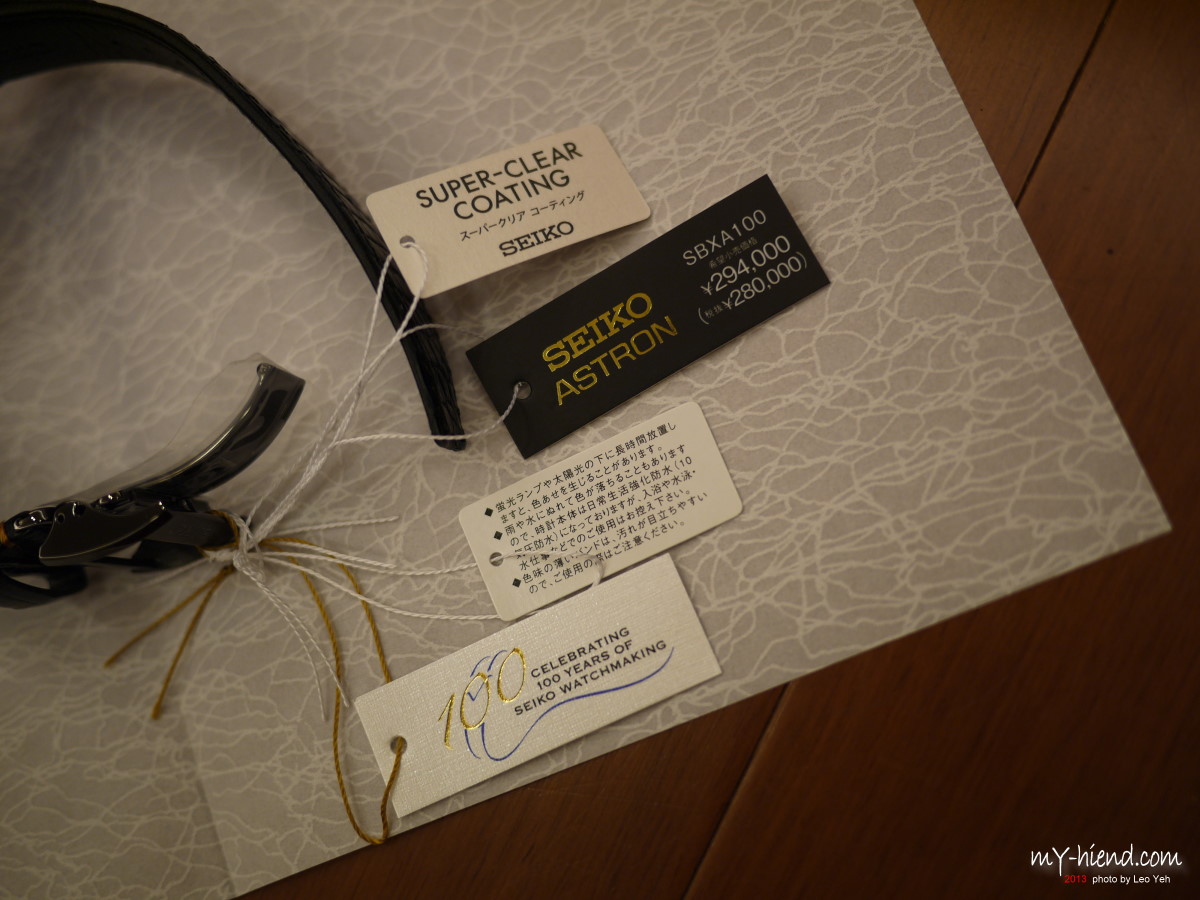 SUPER-CLEAR
COATING
スーパークリア コーティング
SEIKO
SEIKO
ASTRON
SBXA100
希望小売価格
¥294,000
(税抜¥280,000)
◆蛍光ランプや太陽光の下に長時間放置し
ますと、色あせを生じることがあります。
◆雨や水にぬれて色が落ちることもあります
ので、時計本体は日常生活強化防水(10
気圧防水)になっておりますが、入浴や水泳・
水仕事などでのご使用はお控え下さい。
◆色味の薄いバンドは、汚れが目立ちやすい
ので、ご使用の際はご注意ください。
100
CELEBRATING
100 YEARS OF
SEIKO WATCHMAKING
mY-hiend.com
2013 photo by Leo Yeh